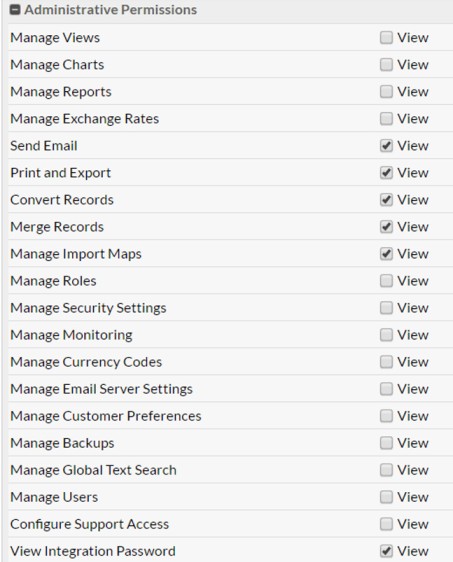 Administrative Permissions
Manage Views View
Manage Charts View
Manage Reports View
Manage Exchange Rates View
Send Email View
Print and Export View
Convert Records View
Merge Records View
Manage Import Maps View
Manage Roles View
Manage Security Settings View
Manage Monitoring View
Manage Currency Codes View
Manage Email Server Settings View
Manage Customer Preferences View
Manage Backups View
Manage Global Text Search View
Manage Users View
Configure Support Access View
View Integration Password View